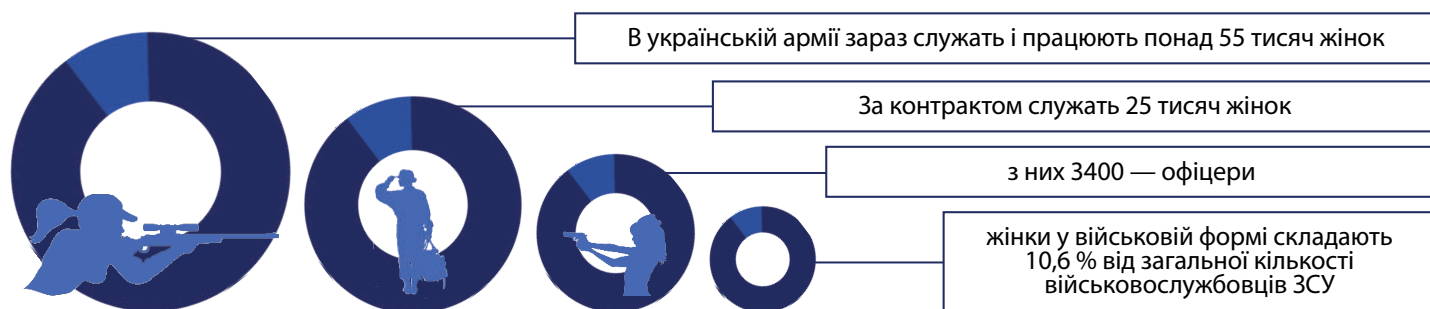 В українській армії зараз служать і працюють понад 55 тисяч жінок
За контрактом служать 25 тисяч жінок
з них 3400 — офіцери
жінки у військовій формі складають
10,6 % від загальної кількості
військовослужбовців ЗСУ